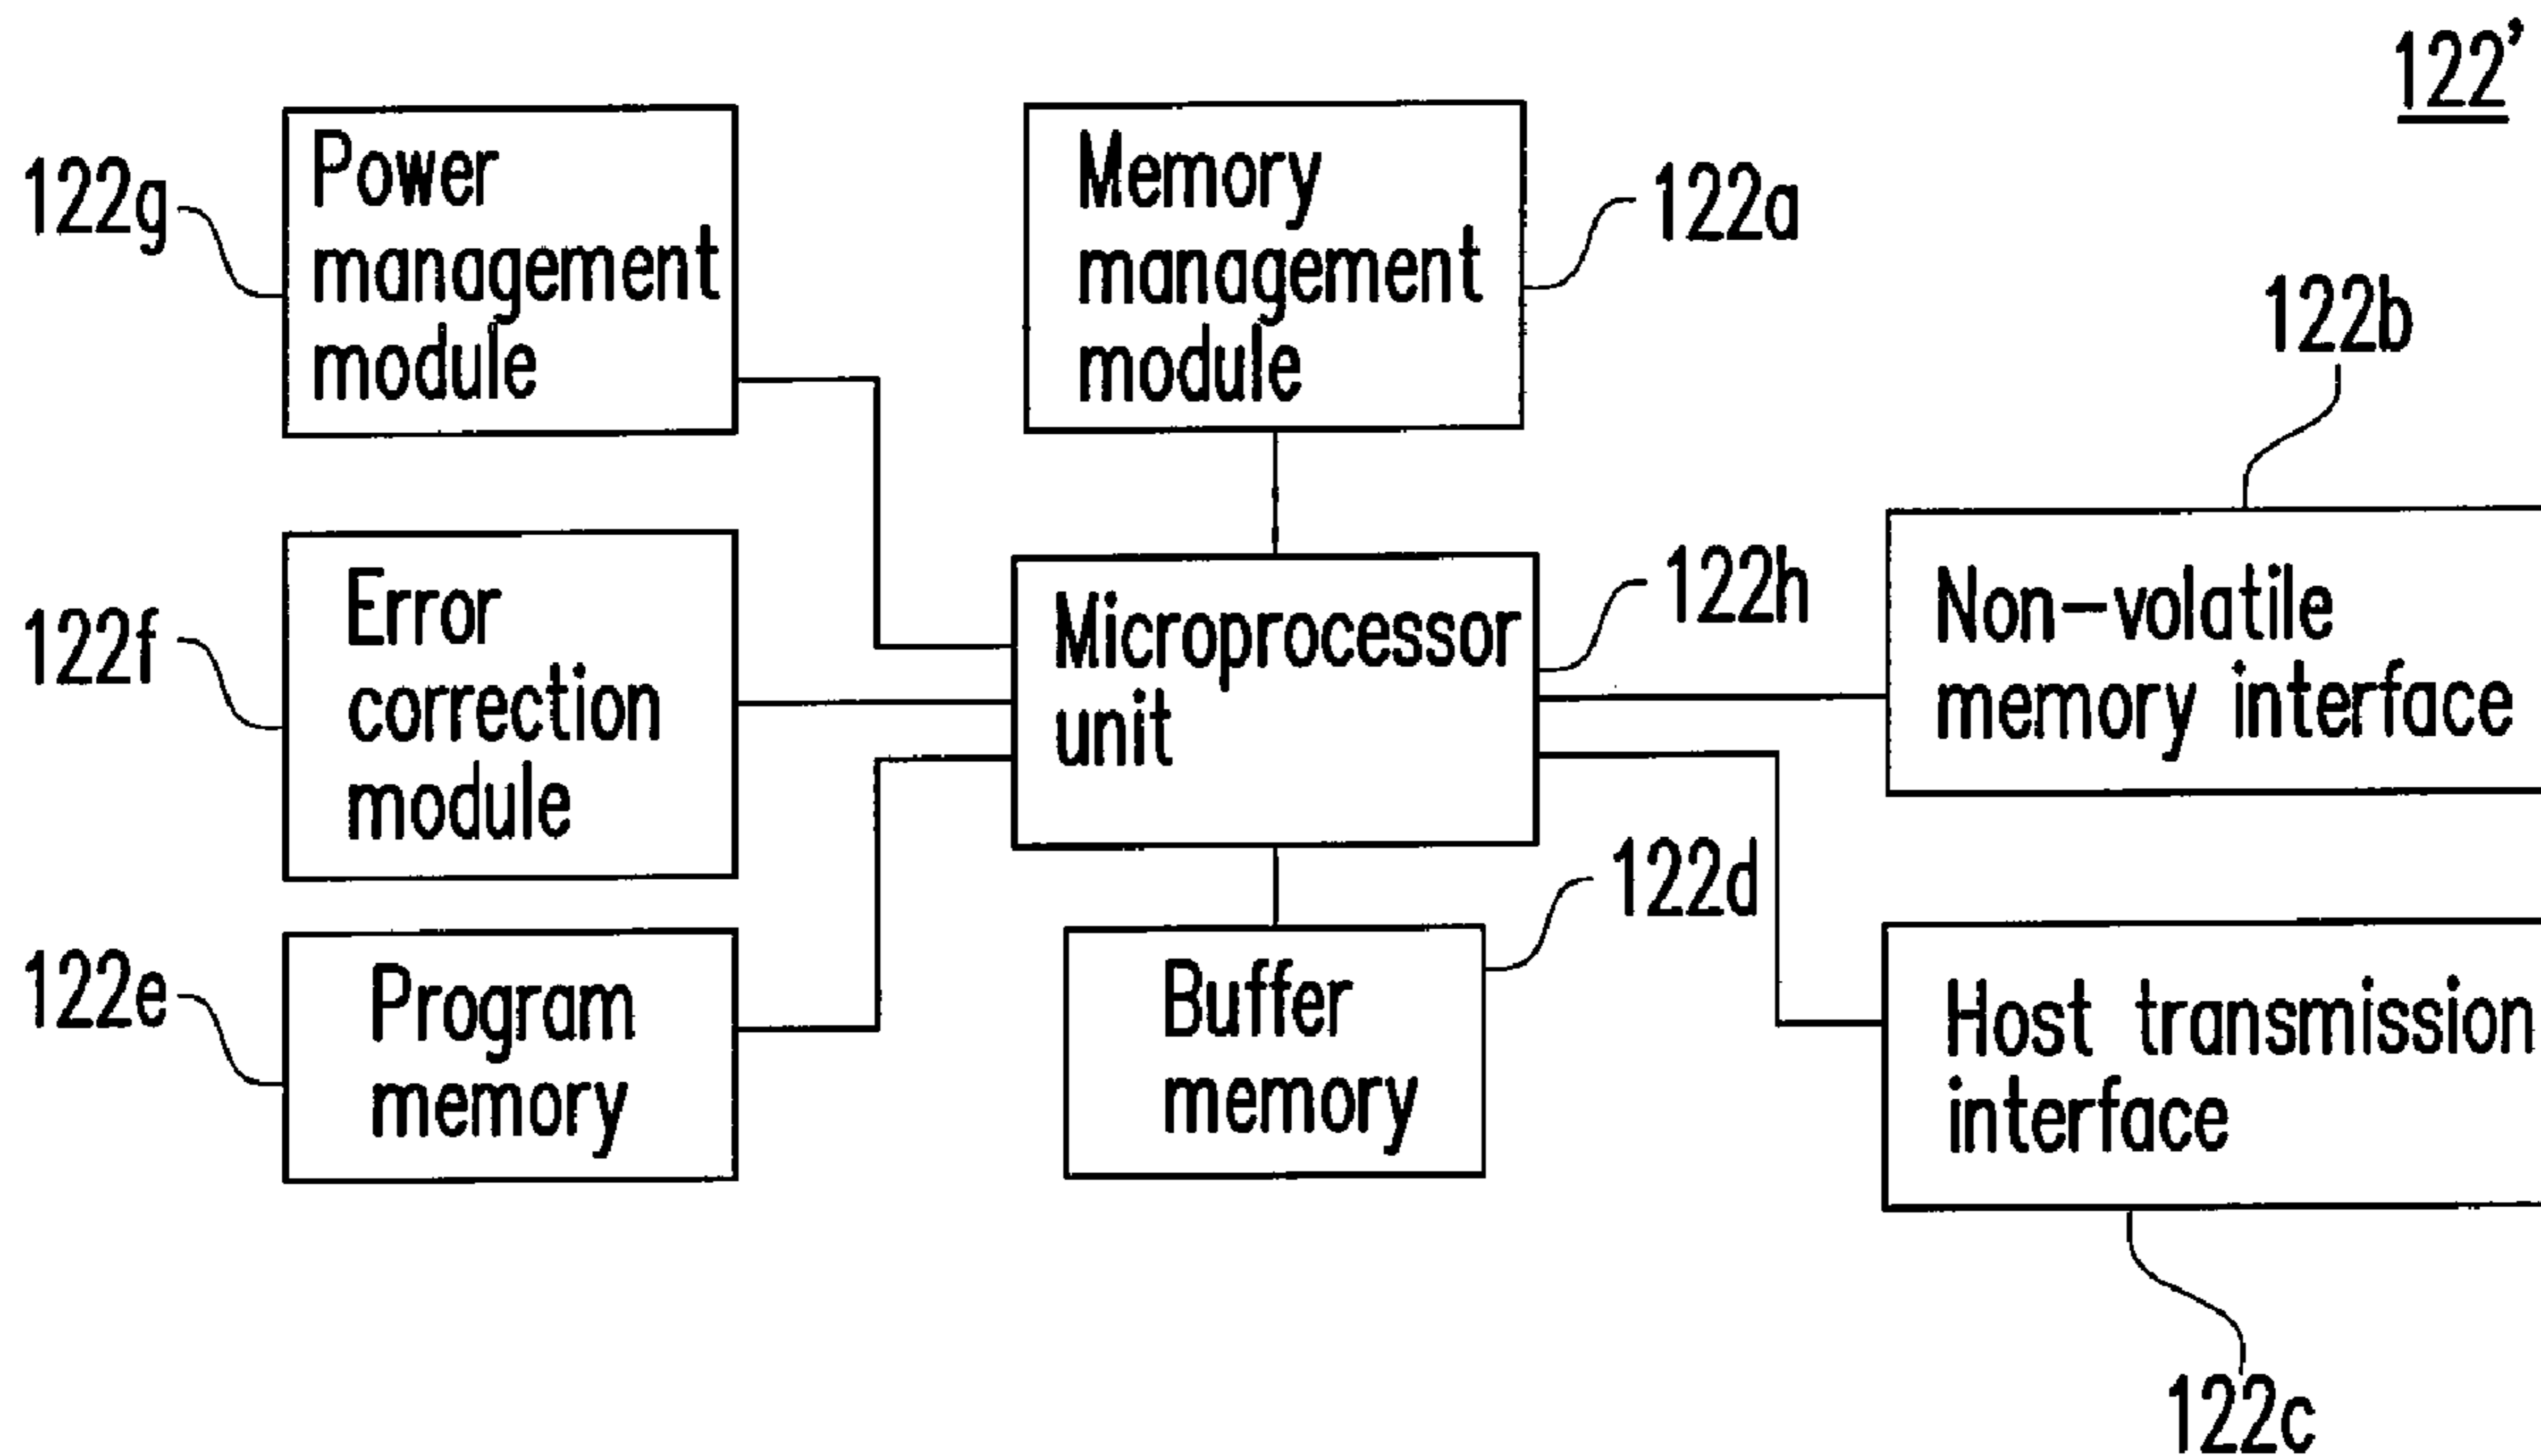 122'
Power
management
module
122g
Memory
management
module
122a
122b
Error
correction
module
122f
Microprocessor
unit
122h
Non-volatile
memory interface
Program
memory
122e
Buffer
memory
122d
Host transmission
interface
122c